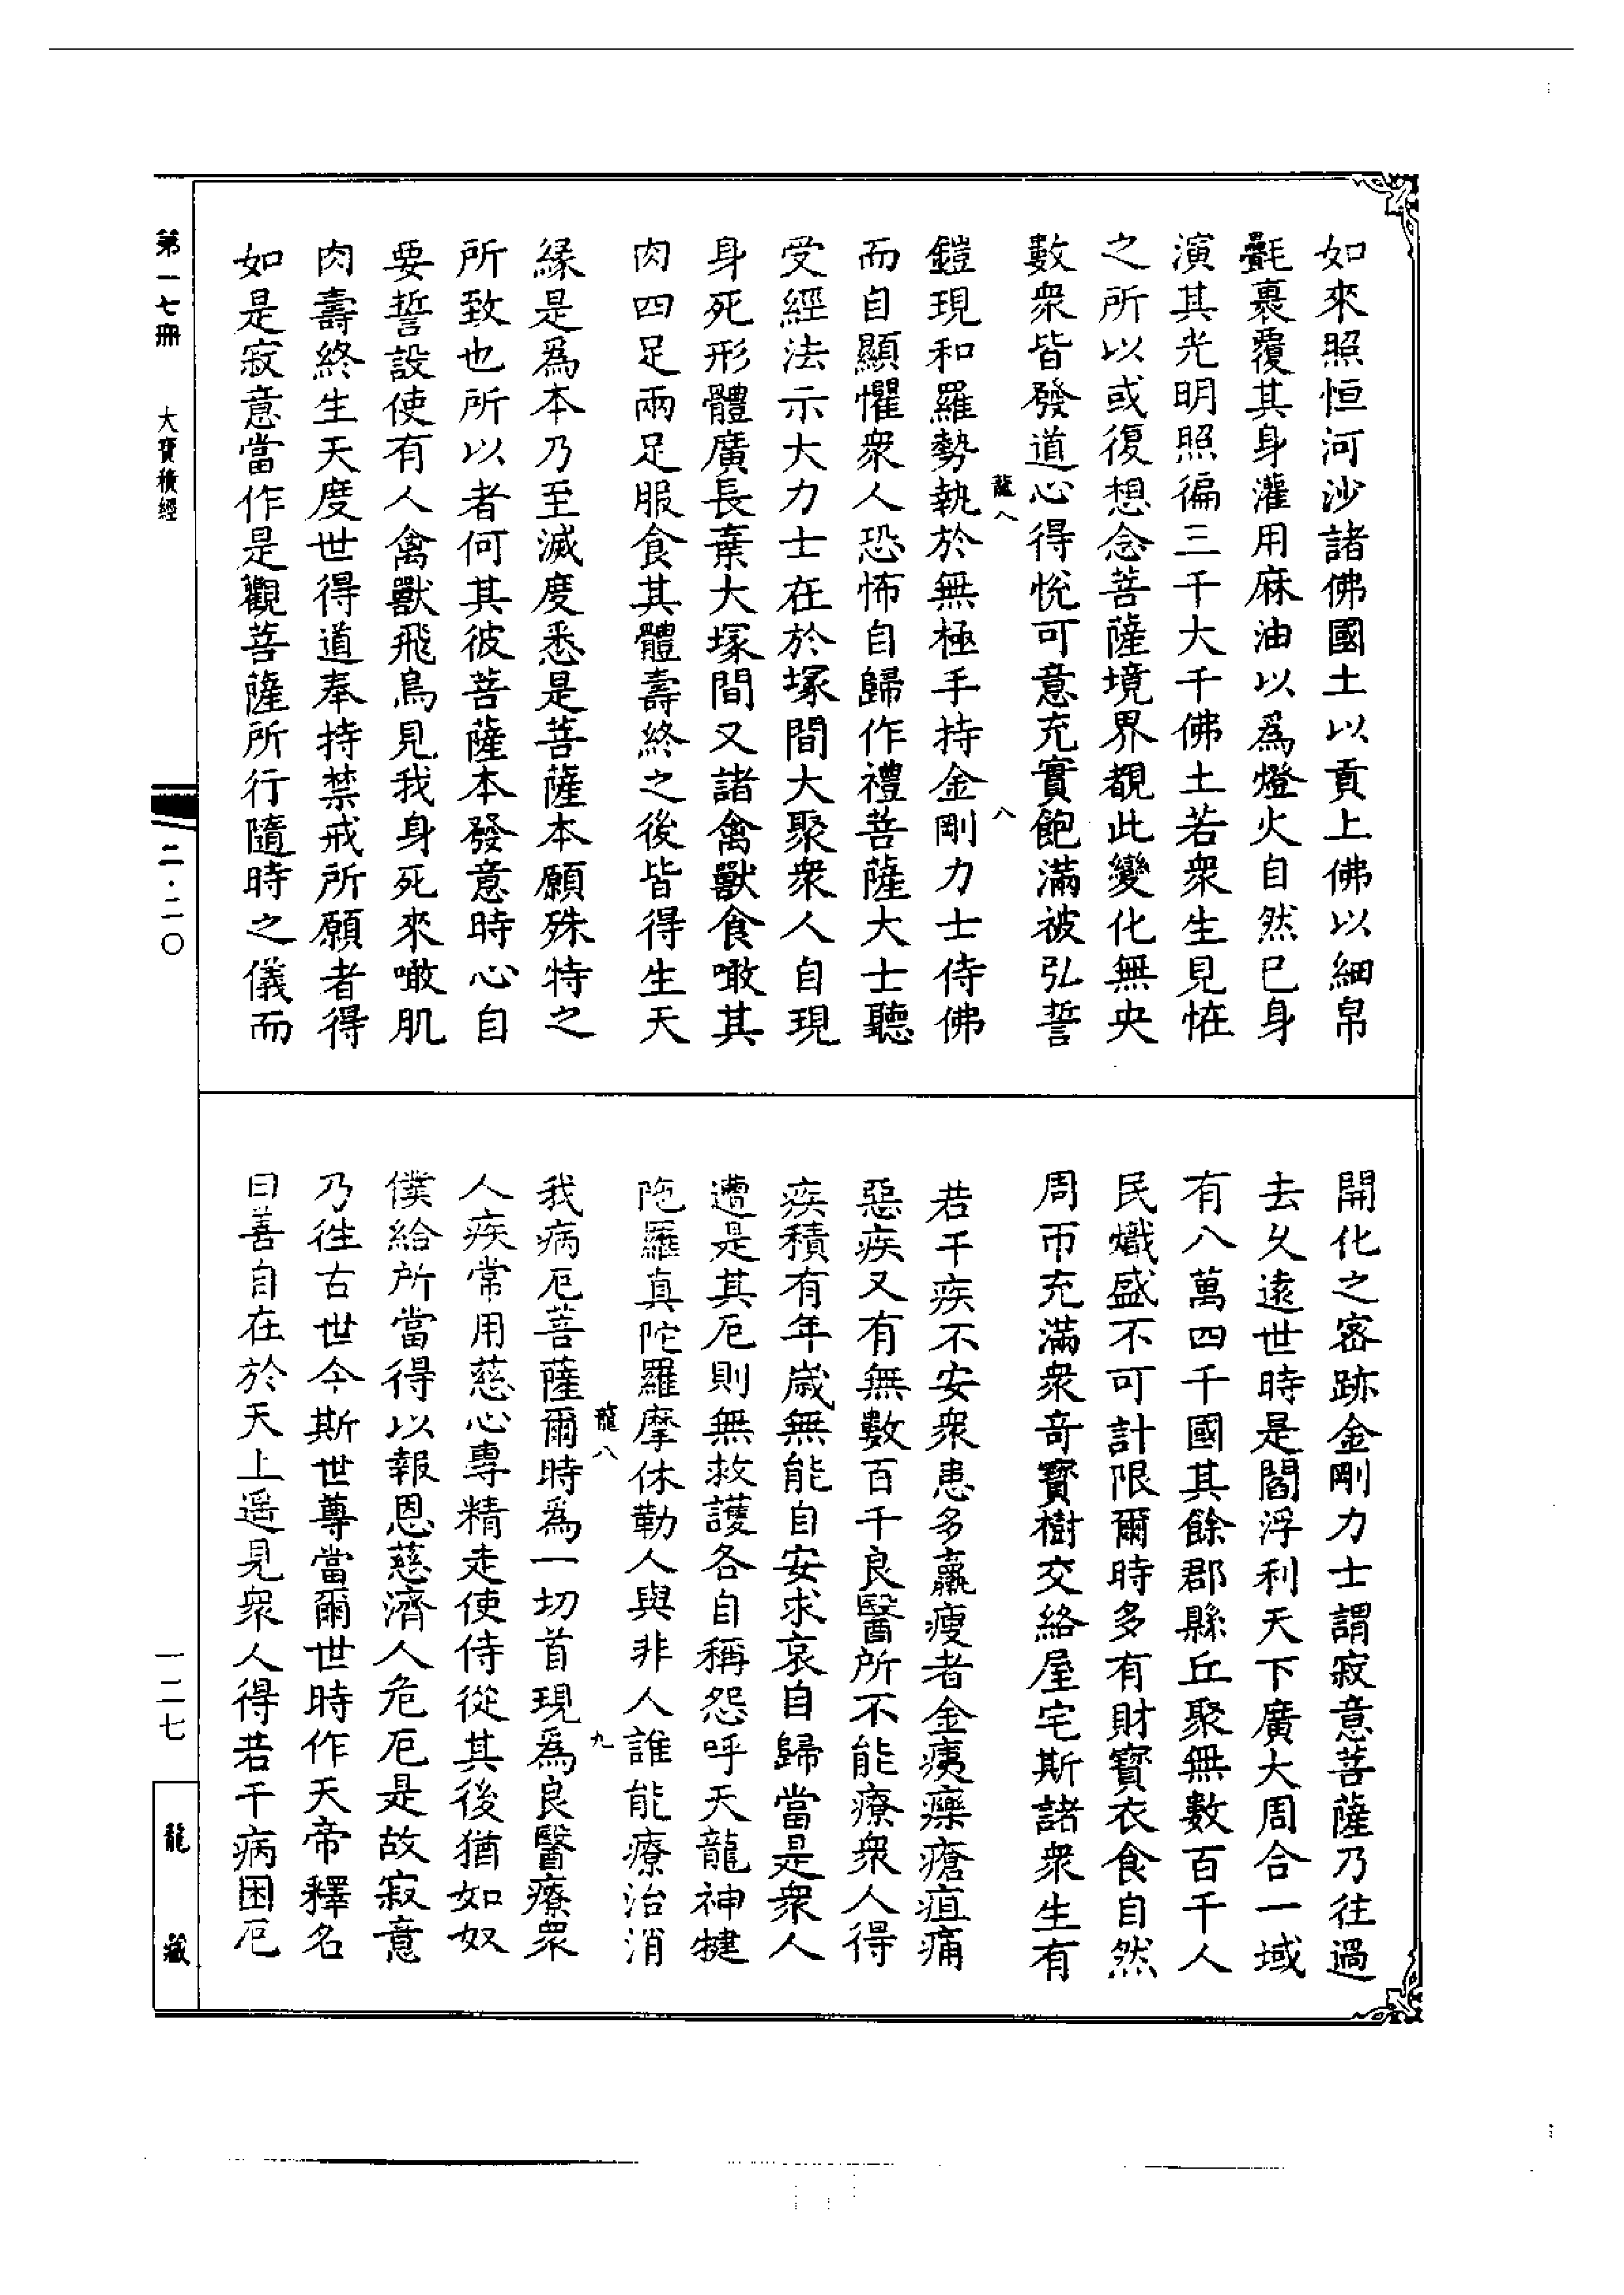 如來照恒河沙諸佛國土以貢上佛以細帛
㲲裹覆其身灌用麻油以為燈火自然已身
演其光明照徧三千大千佛土若衆生見恠
之所以或復想念菩薩境界覩此變化無央
數衆皆發道心得悅可意充實飽滿被弘誓
龍八 八
鎧現和羅勢執於無極手持金剛力士侍佛
而自顯懼衆人恐怖自歸作禮菩薩大士聽
受經法示大力士在於塚間大聚衆人自現
身死形體廣長棄大塚間又諸禽獸食噉其
肉四足兩足服食其體壽終之後皆得生天
緣是爲本乃至滅度悉是菩薩本願殊特之
所致也所以者何其彼菩薩本發意時心自
要誓設使有人禽獸飛鳥見我身死來噉肌
肉壽終生天度世得道奉持禁戒所願者得
如是寂意當作是觀菩薩所行隨時之儀而
開化之密跡金剛力士謂寂意菩薩乃往過
去久遠世時是閻浮利天下廣大周合一域
有八萬四千國其餘郡縣丘聚無數百千人
民熾盛不可計限爾時多有財寳衣食自然
周帀充滿衆奇寳樹交絡屋宅斯諸衆生有
若干疾不安衆患多羸瘦者金痍藥瘡疽痛
惡疾又有無數百千良醫所不能療衆人得
疾積有年歲無能自安求哀自歸當是衆人
遭是其厄則無救護各自稱怨呼天龍神揵
陁羅真陀羅摩休勒人與非人誰能療治消
龍八 九
我病厄菩薩爾時爲一切首現爲良醫療衆
人疾常用慈心專精走使侍從其後猶如奴
僕給所當得以報恩慈濟人危厄是故寂意
乃徃古世今斯世尊當爾世時作天帝釋名
曰善自在於天上遥見衆人得若干病困厄
第一七冊 大寶積經
二·二〇
一二七
龍藏